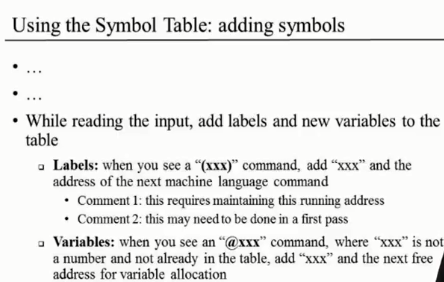 Using the Symbol Table: adding symbols
• …
• …
• While reading the input, add labels and new variables to the
table
❑ Labels: when you see a “(xxx)” command, add “xxx” and the
address of the next machine language command
• Comment 1: this requires maintaining this running address
• Comment 2: this may need to be done in a first pass
❑ Variables: when you see an “@xxx” command, where “xxx” is not
a number and not already in the table, add “xxx” and the next free
address for variable allocation